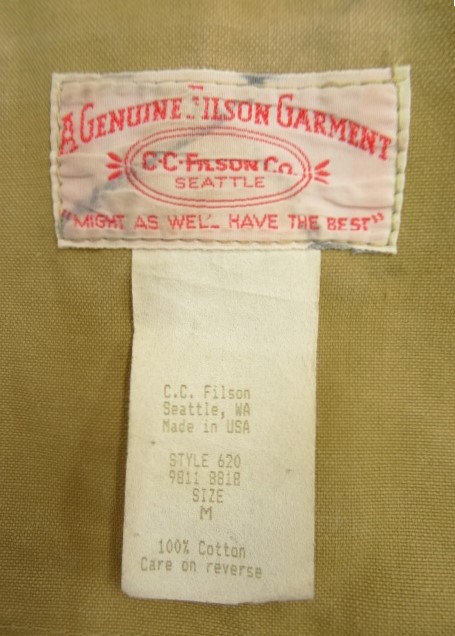 A GENUINE FILSON GARMENT
C·C·FILSON CO.
SEATTLE
"MIGHT AS WELL HAVE THE BEST"
C.C. Filson
Seattle, WA
Made in USA
STYLE 620
9811 8818
SIZE
M
100% Cotton
Care on reverse